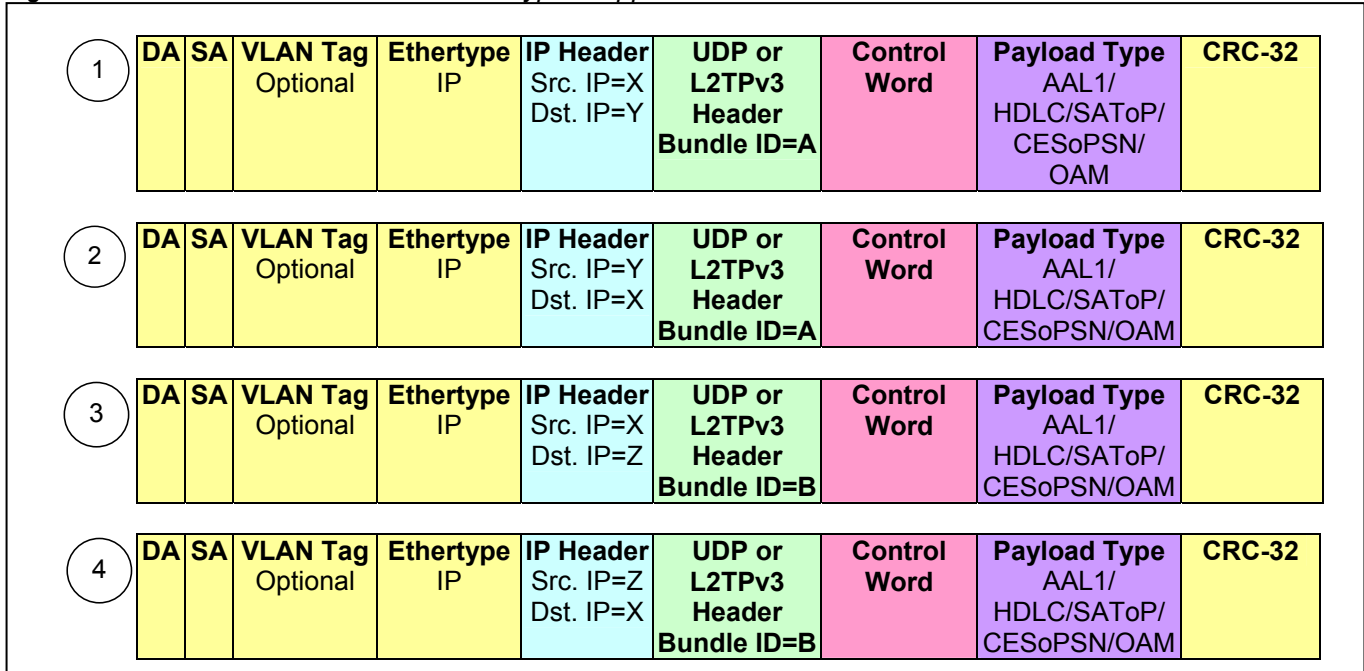 1
DA SA VLAN Tag Ethertype IP Header UDP or Control Payload Type CRC-32
Optional IP Src. IP=X L2TPv3 Word AAL1/
Dst. IP=Y Header HDLC/SAToP/
Bundle ID=A CESoPSN/
OAM
2
DA SA VLAN Tag Ethertype IP Header UDP or Control Payload Type CRC-32
Optional IP Src. IP=Y L2TPv3 Word AAL1/
Dst. IP=X Header HDLC/SAToP/
Bundle ID=A CESoPSN/OAM
3
DA SA VLAN Tag Ethertype IP Header UDP or Control Payload Type CRC-32
Optional IP Src. IP=X L2TPv3 Word AAL1/
Dst. IP=Z Header HDLC/SAToP/
Bundle ID=B CESoPSN/OAM
4
DA SA VLAN Tag Ethertype IP Header UDP or Control Payload Type CRC-32
Optional IP Src. IP=Z L2TPv3 Word AAL1/
Dst. IP=X Header HDLC/SAToP/
Bundle ID=B CESoPSN/OAM